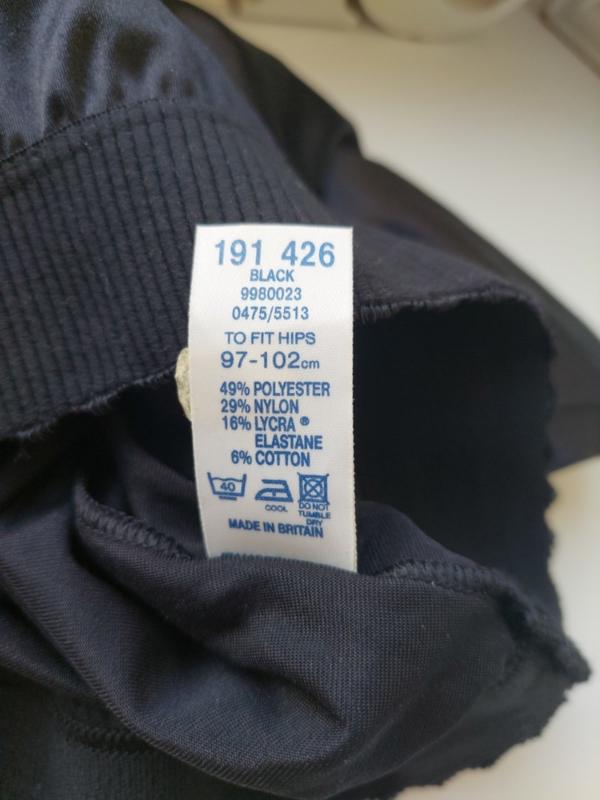 191 426
BLACK
9980023
0475/5513
TO FIT HIPS
97-102cm
49% POLYESTER
29% NYLON
16% LYCRA ®
ELASTANE
6% COTTON
40
COOL
DO NOT
TUMBLE
DRY
MADE IN BRITAIN